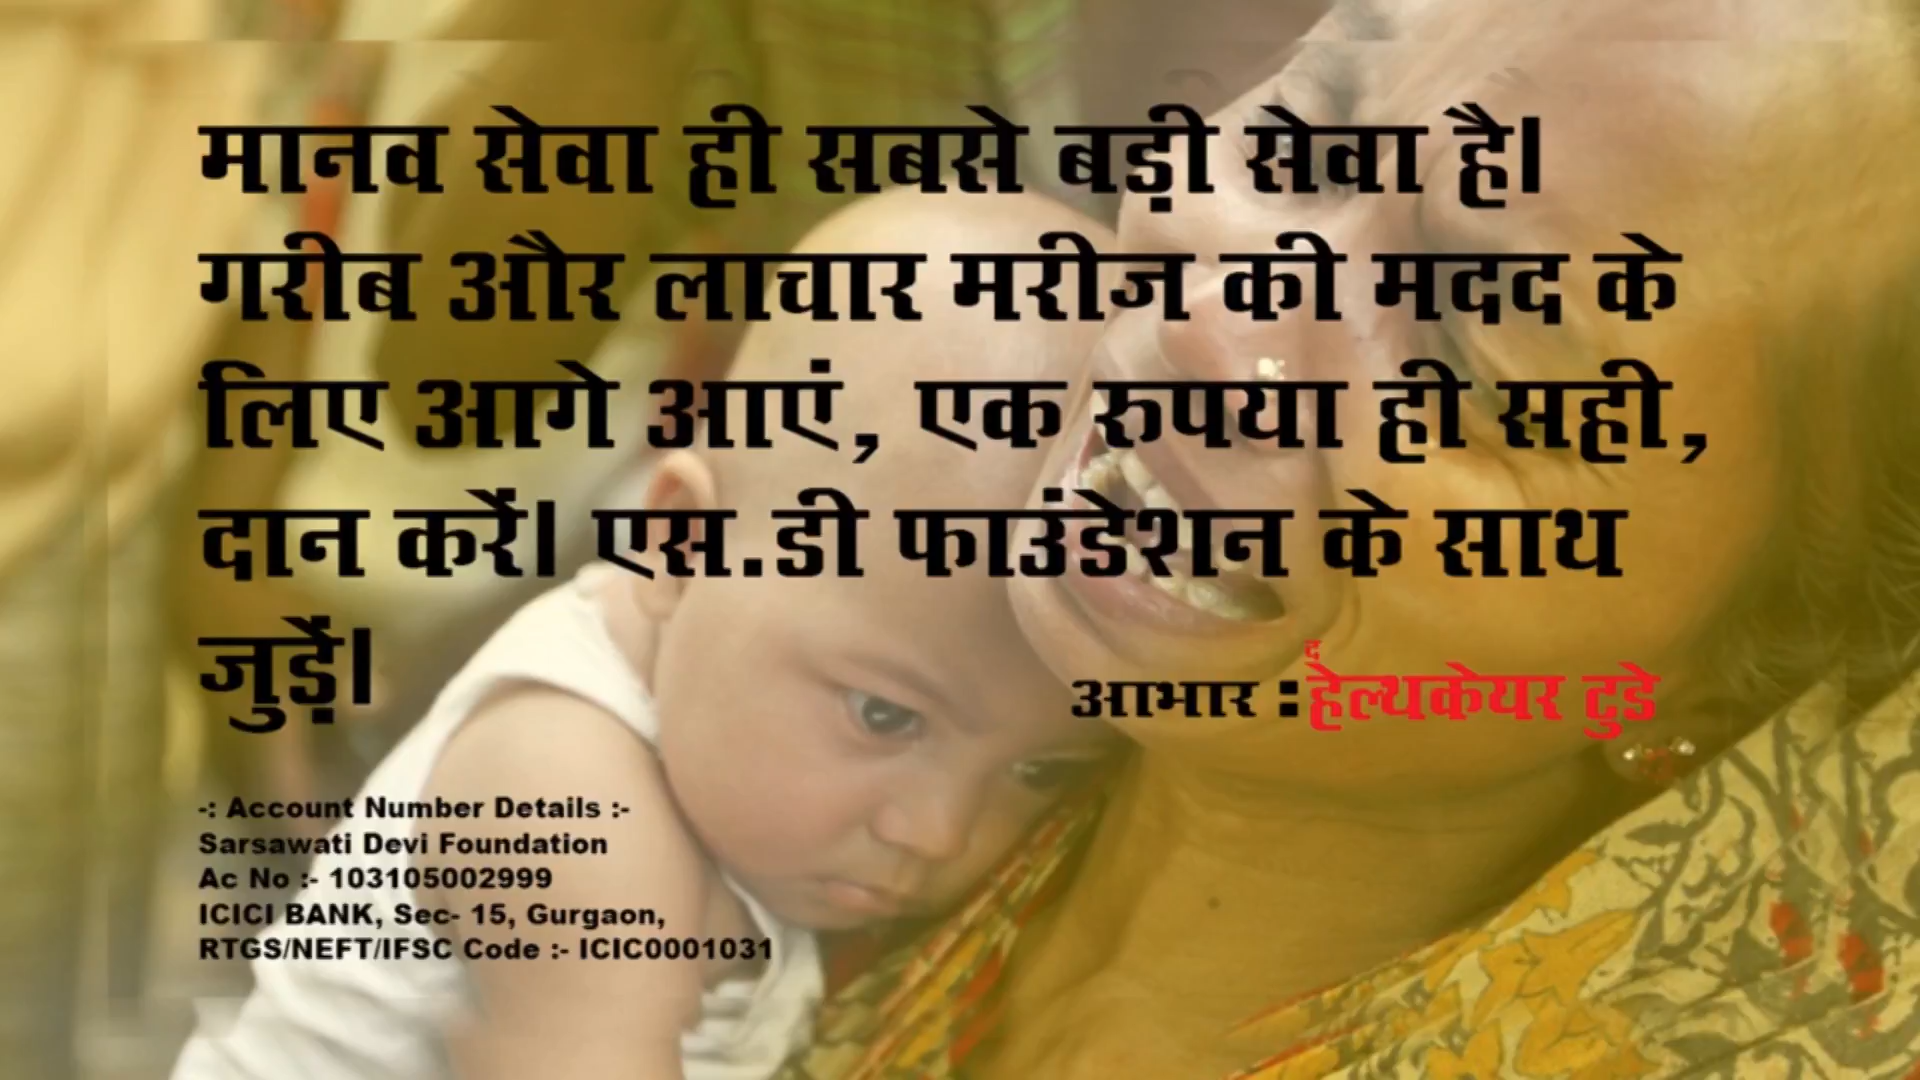 मानव सेवा ही सबसे बड़ी सेवा है।
गरीब और लाचार मरीज की मदद के
लिए आगे आएं, एक रुपया ही सही,
दान करें। एस.डी फाउंडेशन के साथ
जुड़ें।
आभार : द हेल्थकेयर टुडे
-: Account Number Details :-
Sarsawati Devi Foundation
Ac No :- 103105002999
ICICI BANK, Sec- 15, Gurgaon,
RTGS/NEFT/IFSC Code :- ICIC0001031